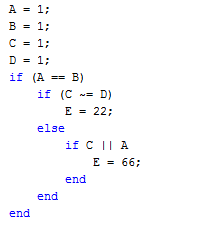 A = 1;
B = 1;
C = 1;
D = 1;
if (A == B)
    if (C ~= D)
        E = 22;
    else
        if C || A
            E = 66;
        end
    end
end